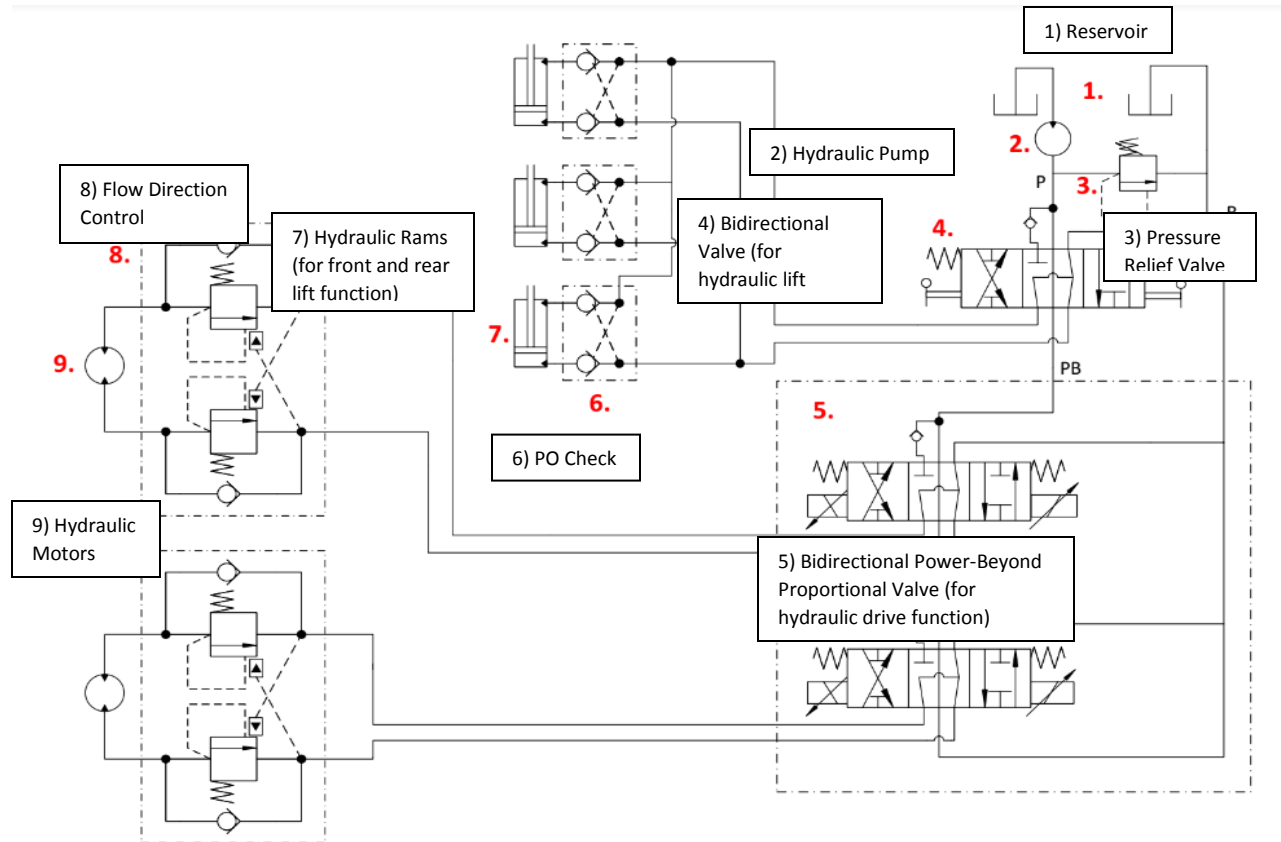 1) Reservoir
1.
2.
2) Hydraulic Pump
P
3.
8) Flow Direction
Control
8.
7) Hydraulic Rams
(for front and rear
lift function)
4) Bidirectional
Valve (for
hydraulic lift
4.
3) Pressure
Relief Valve
9.
7.
PB
6.
5.
6) PO Check
9) Hydraulic
Motors
5) Bidirectional Power-Beyond
Proportional Valve (for
hydraulic drive function)